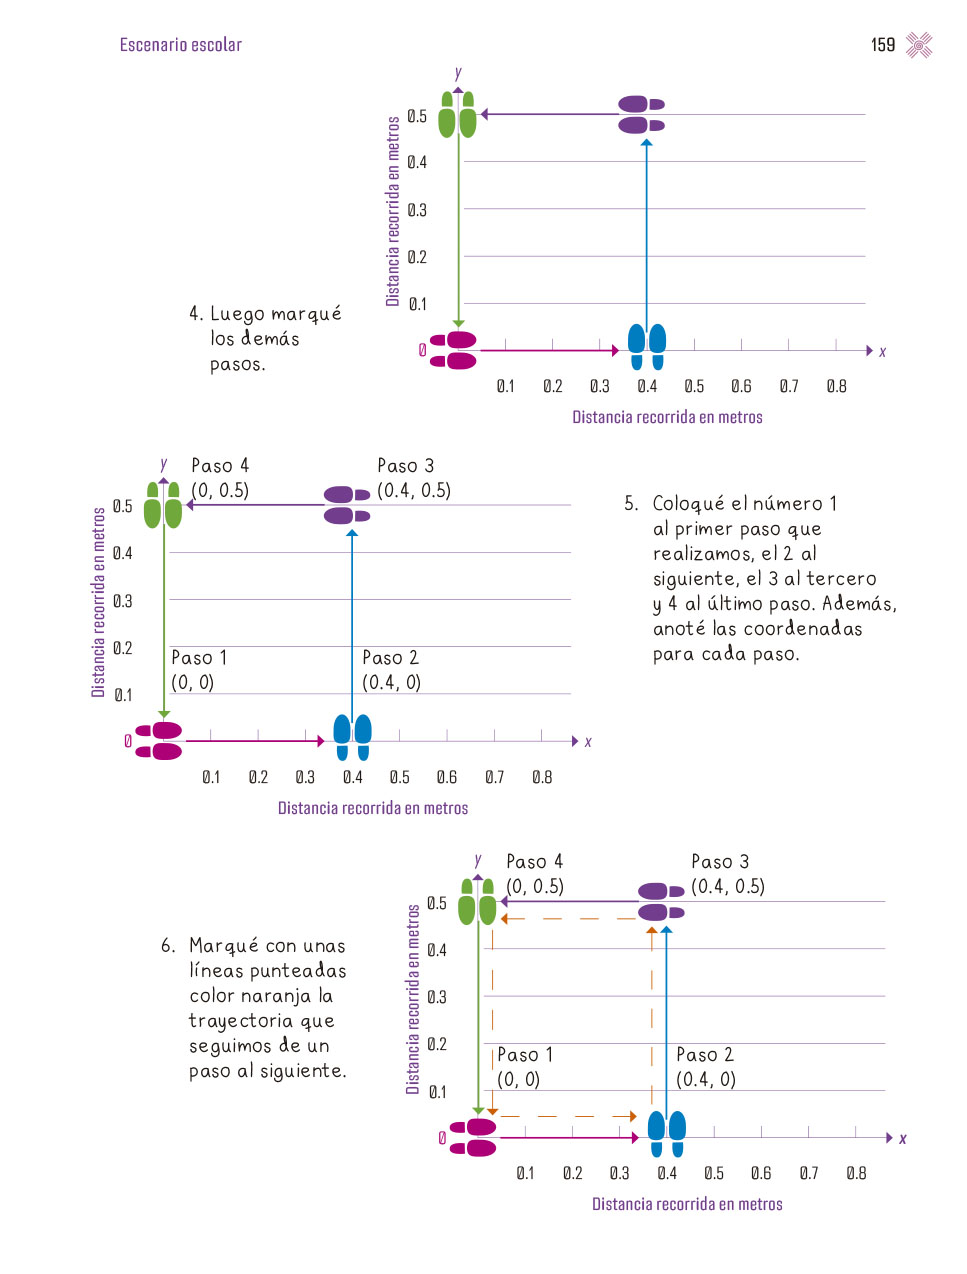 Escenario escolar
159
y
Distancia recorrida en metros
0.5
0.4
0.3
0.2
0.1
0
x
0.1 0.2 0.3 0.4 0.5 0.6 0.7 0.8
Distancia recorrida en metros
4. Luego marqué
los demás
pasos.
y
Paso 4
(0, 0.5)
Paso 3
(0.4, 0.5)
Distancia recorrida en metros
0.5
0.4
0.3
0.2
0.1
0
Paso 1
(0, 0)
Paso 2
(0.4, 0)
x
0.1 0.2 0.3 0.4 0.5 0.6 0.7 0.8
Distancia recorrida en metros
5. Coloqué el número 1
al primer paso que
realizamos, el 2 al
siguiente, el 3 al tercero
y 4 al último paso. Además,
anoté las coordenadas
para cada paso.
6. Marqué con unas
líneas punteadas
color naranja la
trayectoria que
seguimos de un
paso al siguiente.
y
Paso 4
(0, 0.5)
Paso 3
(0.4, 0.5)
Distancia recorrida en metros
0.5
0.4
0.3
0.2
0.1
0
Paso 1
(0, 0)
Paso 2
(0.4, 0)
x
0.1 0.2 0.3 0.4 0.5 0.6 0.7 0.8
Distancia recorrida en metros